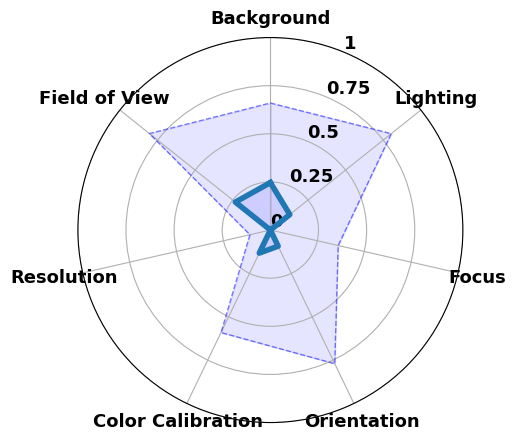 Background
1
0.75
Field of View
Lighting
0.5
0.25
0
Resolution
Focus
Color Calibration
Orientation